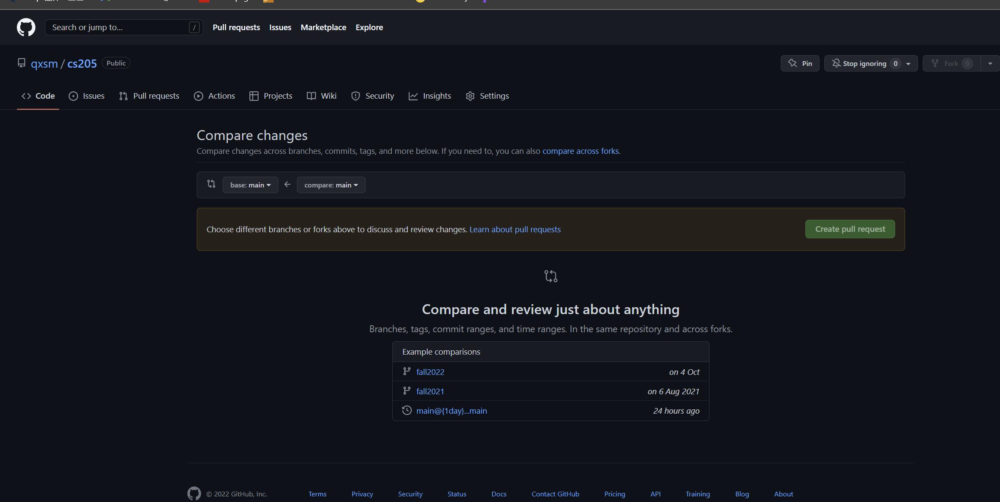 Search or jump to... /
Pull requests Issues Marketplace Explore
qxsm / cs205 Public
Pin Stop ignoring 0 Fork 0
Code Issues Pull requests Actions Projects Wiki Security Insights Settings
Compare changes
Compare changes across branches, commits, tags, and more below. If you need to, you can also compare across forks.
base: main compare: main
Choose different branches or forks above to discuss and review changes. Learn about pull requests
Create pull request
Compare and review just about anything
Branches, tags, commit ranges, and time ranges. In the same repository and across forks.
Example comparisons
fall2022 on 4 Oct
fall2021 on 6 Aug 2021
main@{1day}...main 24 hours ago
© 2022 GitHub, Inc. Terms Privacy Security Status Docs Contact GitHub Pricing API Training Blog About